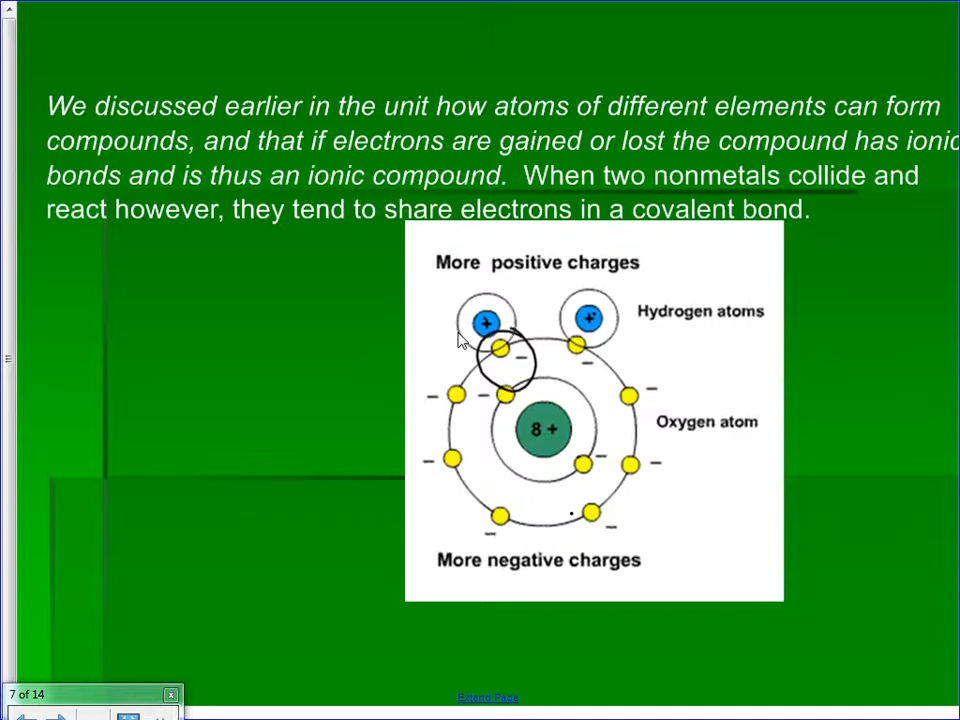 We discussed earlier in the unit how atoms of different elements can form
compounds, and that if electrons are gained or lost the compound has ionic
bonds and is thus an ionic compound. When two nonmetals collide and
react however, they tend to share electrons in a covalent bond.
More positive charges
+ +
Hydrogen atoms
Oxygen atom
8 +
More negative charges
7 of 14
x
Extend Page